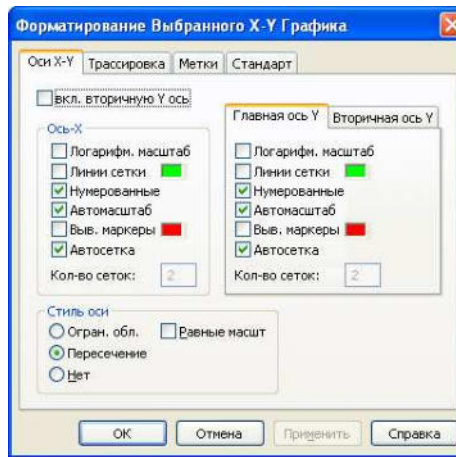 Форматирование Выбранного X-Y Графика
Оси X-Y Трассировка Метки Стандарт
вкл. вторичную Y ось
Главная ось Y Вторичная ось Y
Ось-X
Логарифм. масштаб
Линии сетки
Нумерованные
Автомасштаб
Выв. маркеры
Автосетка
Кол-во сеток: 2
Логарифм. масштаб
Линии сетки
Нумерованные
Автомасштаб
Выв. маркеры
Автосетка
Кол-во сеток: 2
Стиль оси
Огран. обл. Равные масшт
Пересечение
Нет
ОК Отмена Применить Справка